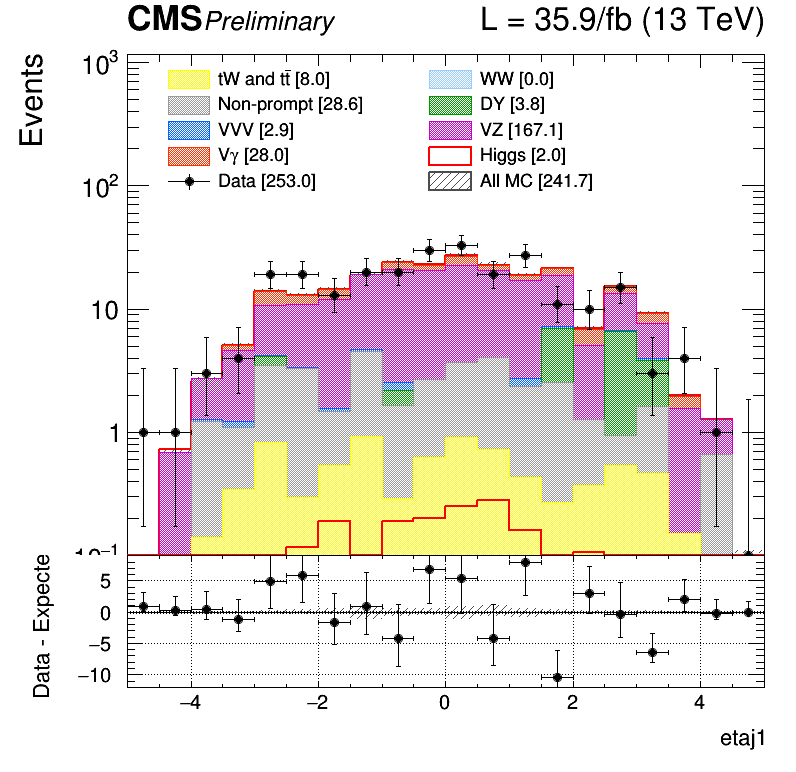 CMS Preliminary L = 35.9/fb (13 TeV)
Events
10³
10²
10
1
tW and tt̄ [8.0] WW [0.0]
Non-prompt [28.6] DY [3.8]
VVV [2.9] VZ [167.1]
Vγ [28.0] Higgs [2.0]
Data [253.0] All MC [241.7]
Data - Expecte
5
0
−5
−10
−4 −2 0 2 4
etaj1